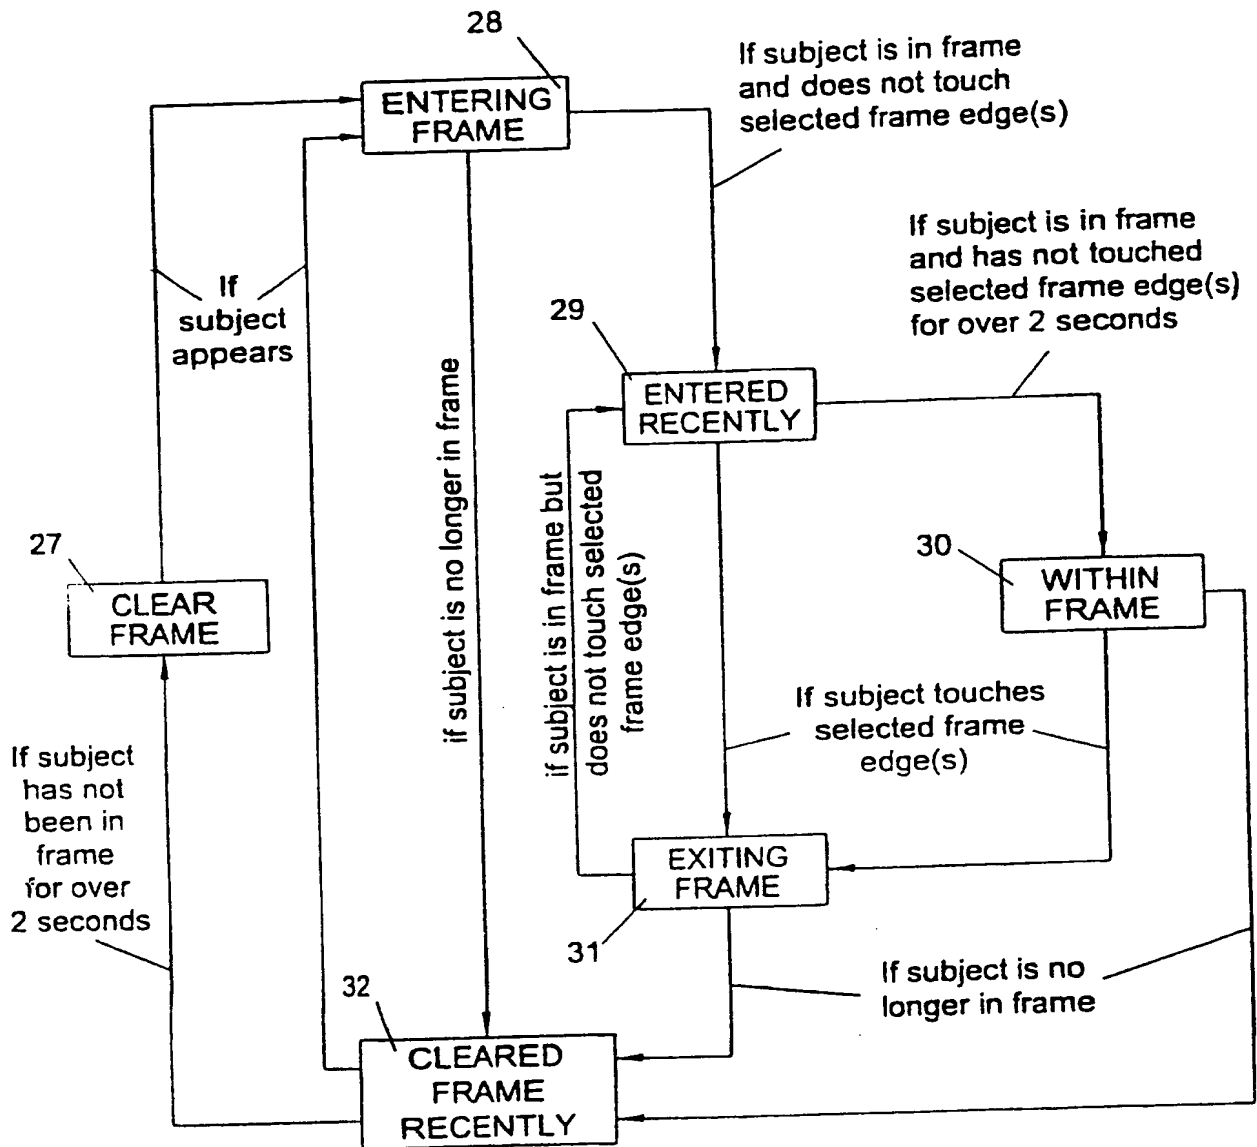 28
ENTERING
FRAME
If subject is in frame
and does not touch
selected frame edge(s)
If subject is in frame
and has not touched
selected frame edge(s)
for over 2 seconds
If
subject
appears
29
ENTERED
RECENTLY
if subject is no longer in frame
if subject is in frame but
does not touch selected
frame edge(s)
27
CLEAR
FRAME
30
WITHIN
FRAME
If subject touches
selected frame
edge(s)
If subject
has not
been in
frame
for over
2 seconds
EXITING
FRAME
31
If subject is no
longer in frame
32
CLEARED
FRAME
RECENTLY